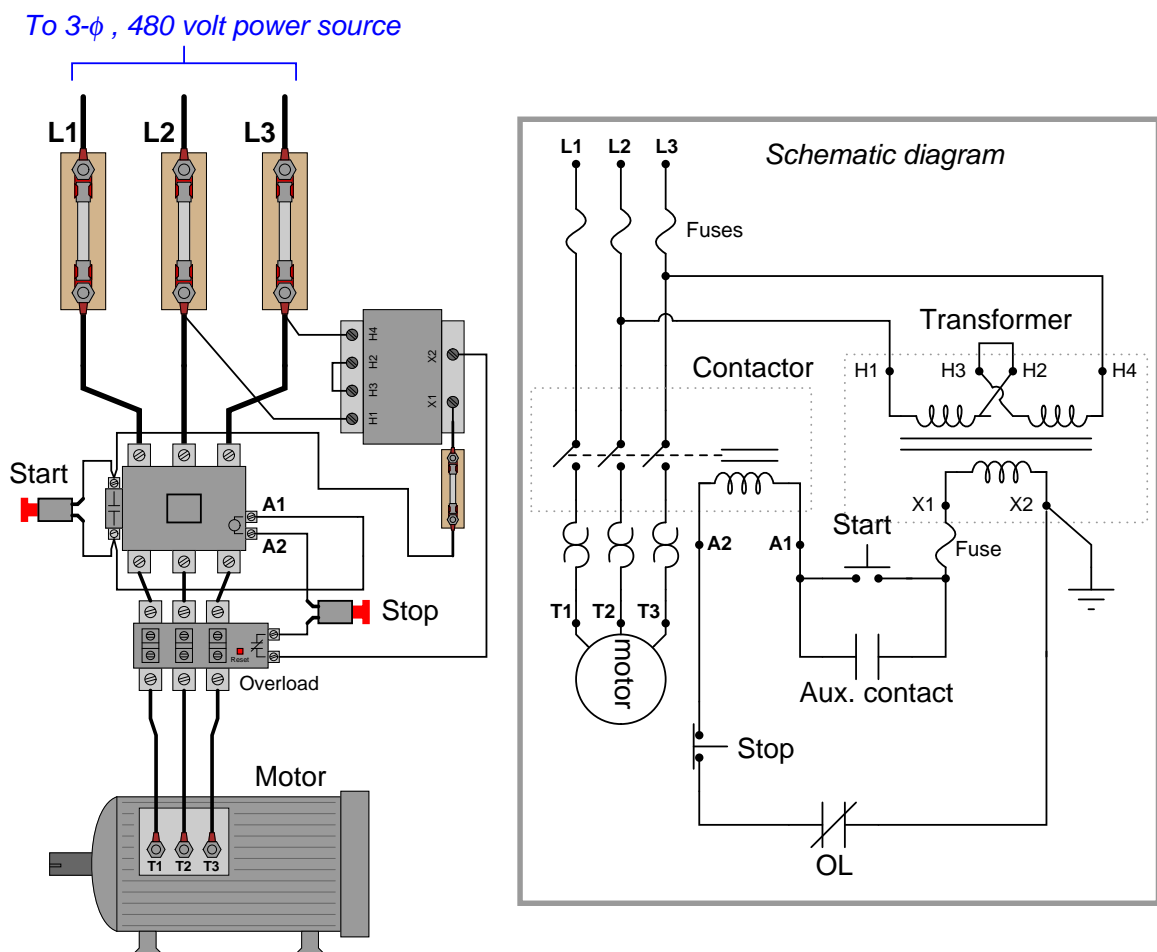 To 3-ϕ , 480 volt power source
L1 L2 L3
H4
H2
H3
H1
X2
X1
Start
A1
A2
Stop
Reset
Overload
Motor
T1 T2 T3
Schematic diagram
L1 L2 L3
Fuses
Transformer
Contactor
H1 H3 H2 H4
X1 X2
Start
A2 A1
Fuse
T1 T2 T3
motor
Aux. contact
Stop
OL